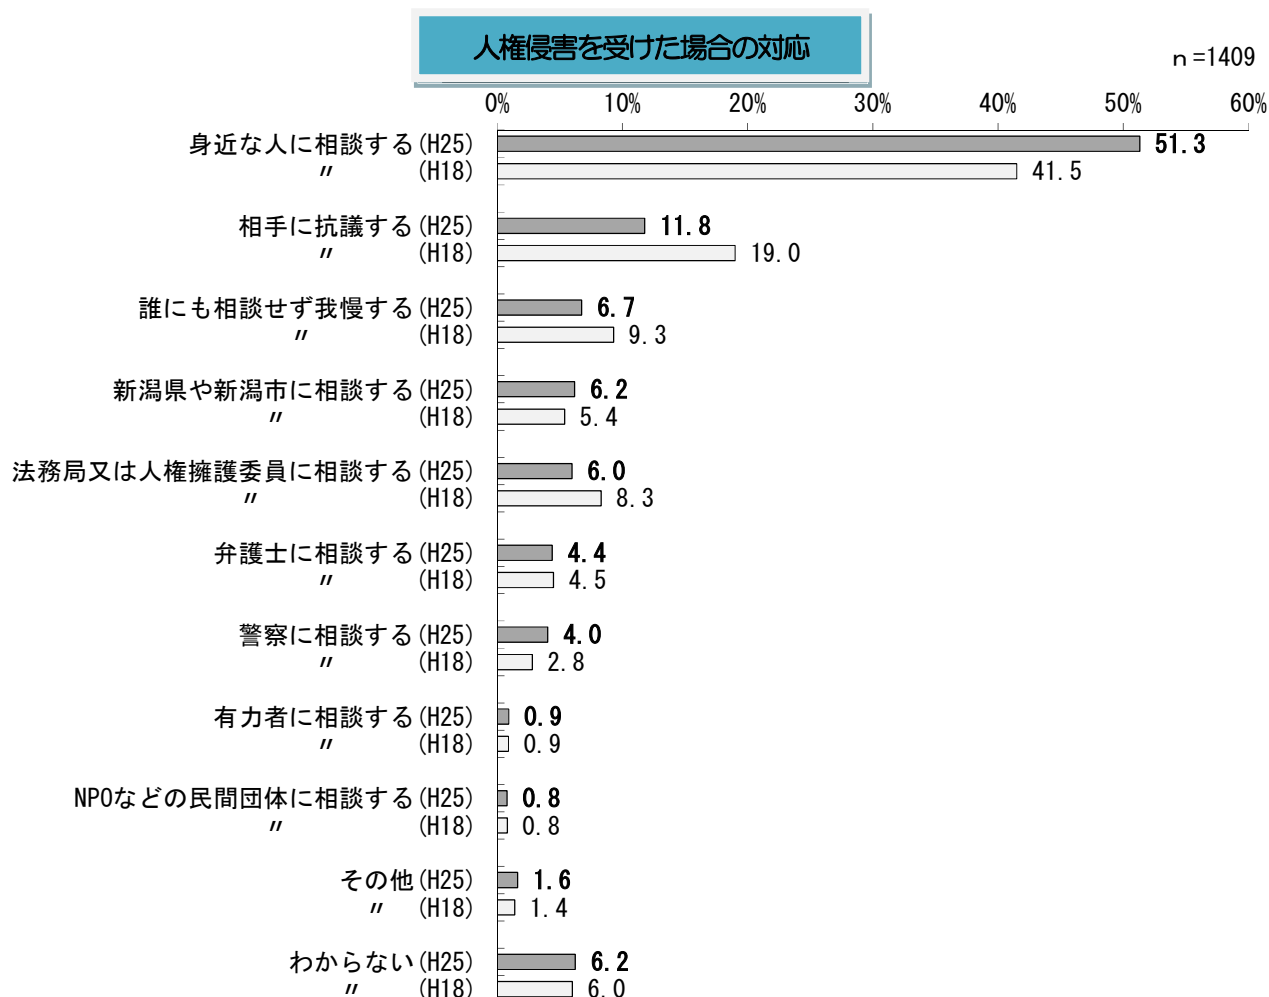 人権侵害を受けた場合の対応
n=1409
0% 10% 20% 30% 40% 50% 60%
身近な人に相談する(H25) 51.3
〃 (H18) 41.5
相手に抗議する(H25) 11.8
〃 (H18) 19.0
誰にも相談せず我慢する(H25) 6.7
〃 (H18) 9.3
新潟県や新潟市に相談する(H25) 6.2
〃 (H18) 5.4
法務局又は人権擁護委員に相談する(H25) 6.0
〃 (H18) 8.3
弁護士に相談する(H25) 4.4
〃 (H18) 4.5
警察に相談する(H25) 4.0
〃 (H18) 2.8
有力者に相談する(H25) 0.9
〃 (H18) 0.9
NPOなどの民間団体に相談する(H25) 0.8
〃 (H18) 0.8
その他(H25) 1.6
〃 (H18) 1.4
わからない(H25) 6.2
〃 (H18) 6.0